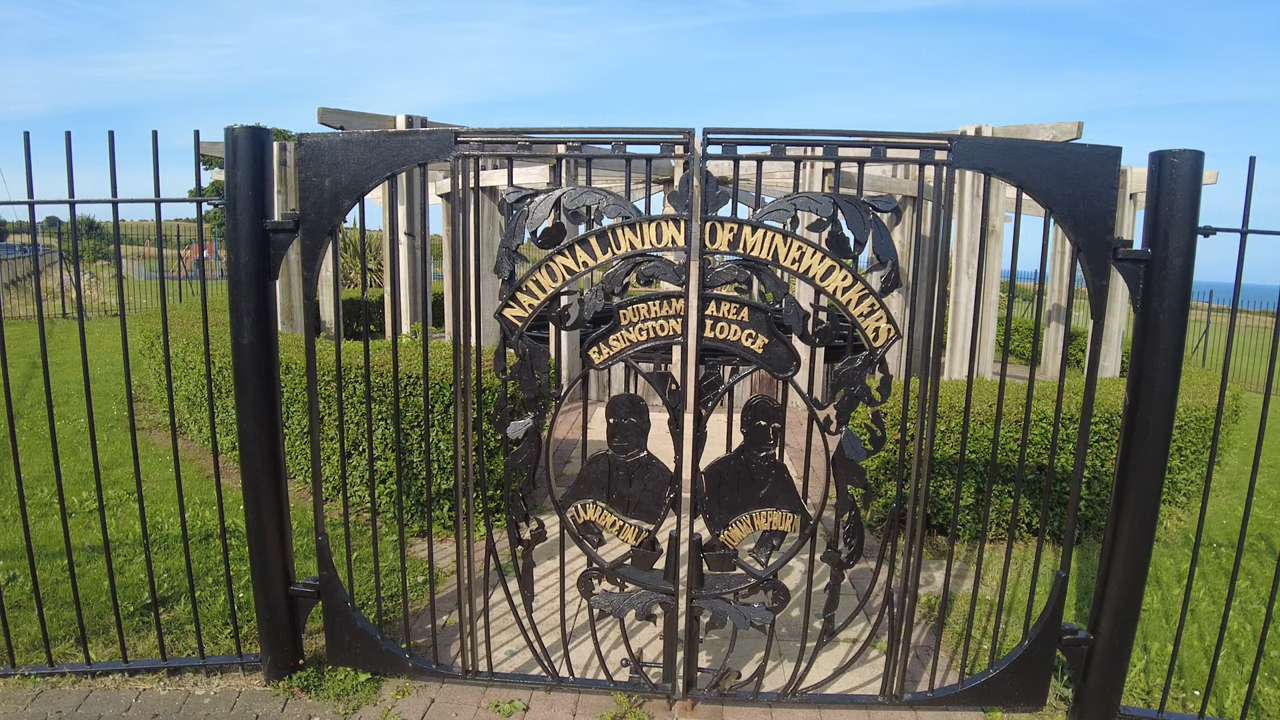 NATIONAL UNION OF MINEWORKERS
DURHAM AREA
EASINGTON LODGE
LAWRENCE DALY
TOMMY HEPBURN